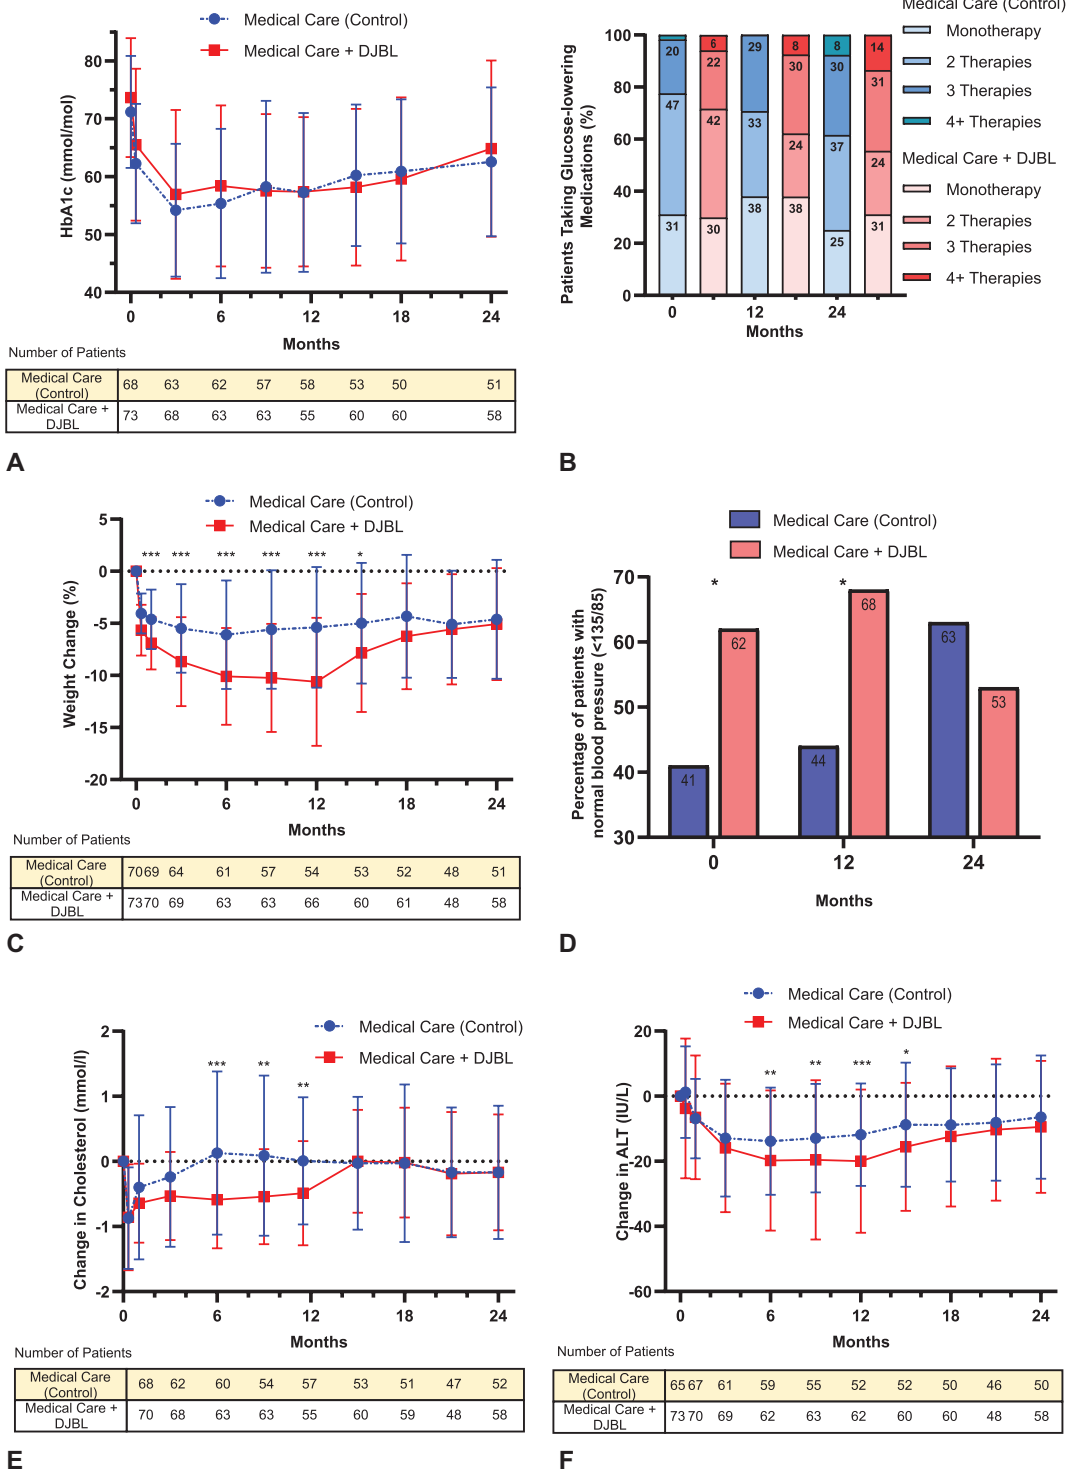 Medical Care (Control)
Medical Care + DJBL
HbA1c (mmol/mol)
80
70
60
50
40
0
6
12
18
24
Months
Number of Patients
Medical Care (Control)
68 63 62 57 58 53 50 51
Medical Care + DJBL
73 68 63 63 55 60 60 58
A
Medical Care (Control)
Monotherapy
2 Therapies
3 Therapies
4+ Therapies
Medical Care + DJBL
Monotherapy
2 Therapies
3 Therapies
4+ Therapies
Patients Taking Glucose-lowering
Medications (%)
100
80
60
40
20
0
20
47
31
6
22
42
30
29
33
38
8
30
24
38
8
30
37
25
14
31
24
31
0
12
24
Months
B
Medical Care (Control)
Medical Care + DJBL
Weight Change (%)
5
0
-5
-10
-15
-20
*** *** *** *** *** *
0
6
12
18
24
Months
Number of Patients
Medical Care (Control)
70 69 64 61 57 54 53 52 48 51
Medical Care + DJBL
73 70 69 63 63 66 60 61 48 58
C
Medical Care (Control)
Medical Care + DJBL
Percentage of patients with
normal blood pressure (<135/85)
70
60
50
40
30
* *
41
62
44
68
63
53
0
12
24
Months
D
Medical Care (Control)
Medical Care + DJBL
Change in Cholesterol (mmol/l)
2
1
0
-1
-2
*** ** **
0
6
12
18
24
Months
Number of Patients
Medical Care (Control)
68 62 60 54 57 53 51 47 52
Medical Care + DJBL
70 68 63 63 55 60 59 48 58
E
Medical Care (Control)
Medical Care + DJBL
Change in ALT (IU/L)
20
0
-20
-40
-60
** ** *** *
0
6
12
18
24
Months
Number of Patients
Medical Care (Control)
65 67 61 59 55 52 52 50 46 50
Medical Care + DJBL
73 70 69 62 63 62 60 60 48 58
F